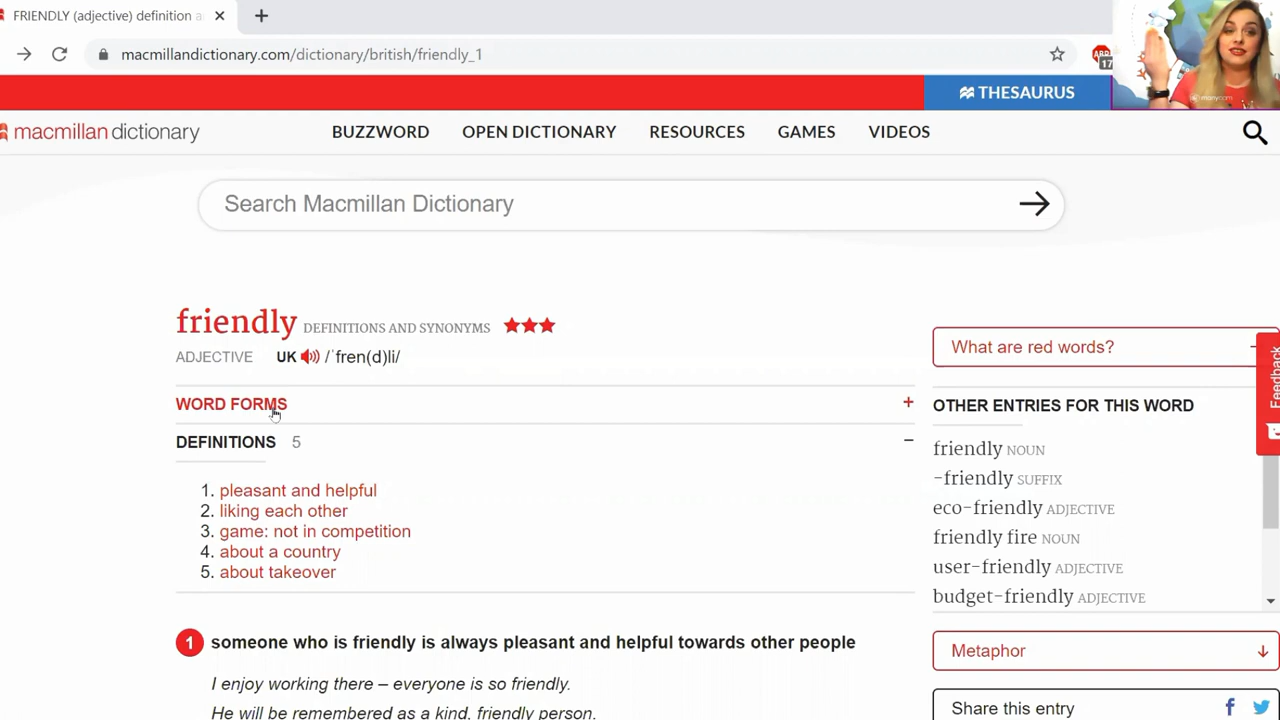 FRIENDLY (adjective) definition a
macmillandictionary.com/dictionary/british/friendly_1
17
THESAURUS
macmillan dictionary
BUZZWORD
OPEN DICTIONARY
RESOURCES
GAMES
VIDEOS
Search Macmillan Dictionary
friendly DEFINITIONS AND SYNONYMS
ADJECTIVE UK /ˈfren(d)li/
WORD FORMS +
DEFINITIONS 5 −
1. pleasant and helpful
2. liking each other
3. game: not in competition
4. about a country
5. about takeover
1 someone who is friendly is always pleasant and helpful towards other people
I enjoy working there – everyone is so friendly.
He will be remembered as a kind, friendly person.
What are red words?
Feedback
OTHER ENTRIES FOR THIS WORD
friendly NOUN
-friendly SUFFIX
eco-friendly ADJECTIVE
friendly fire NOUN
user-friendly ADJECTIVE
budget-friendly ADJECTIVE
Metaphor
Share this entry